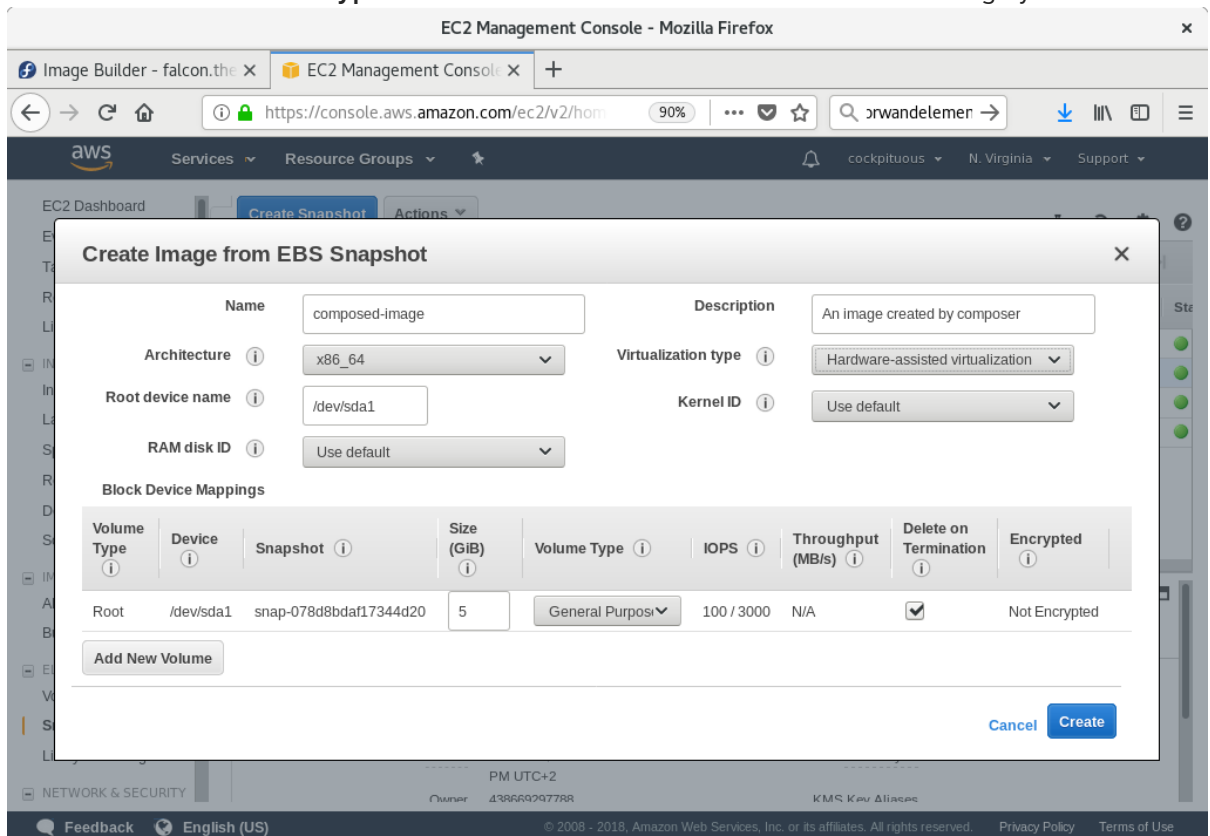 EC2 Management Console - Mozilla Firefox
Image Builder - falcon.the
EC2 Management Console
https://console.aws.amazon.com/ec2/v2/hom
90%
orwandelemen
aws
Services
Resource Groups
cockpituous
N. Virginia
Support
EC2 Dashboard
Create Snapshot
Actions
Create Image from EBS Snapshot
Name
composed-image
Description
An image created by composer
Architecture
x86_64
Virtualization type
Hardware-assisted virtualization
Root device name
/dev/sda1
Kernel ID
Use default
RAM disk ID
Use default
Block Device Mappings
Volume Type
Device
Snapshot
Size (GiB)
Volume Type
IOPS
Throughput (MB/s)
Delete on Termination
Encrypted
Root
/dev/sda1
snap-078d8bdaf17344d20
5
General Purpos
100 / 3000
N/A
Not Encrypted
Add New Volume
Cancel
Create
PM UTC+2
NETWORK & SECURITY
Owner
438669297788
KMS Key Aliases
Feedback
English (US)
© 2008 - 2018, Amazon Web Services, Inc. or its affiliates. All rights reserved.
Privacy Policy
Terms of Use